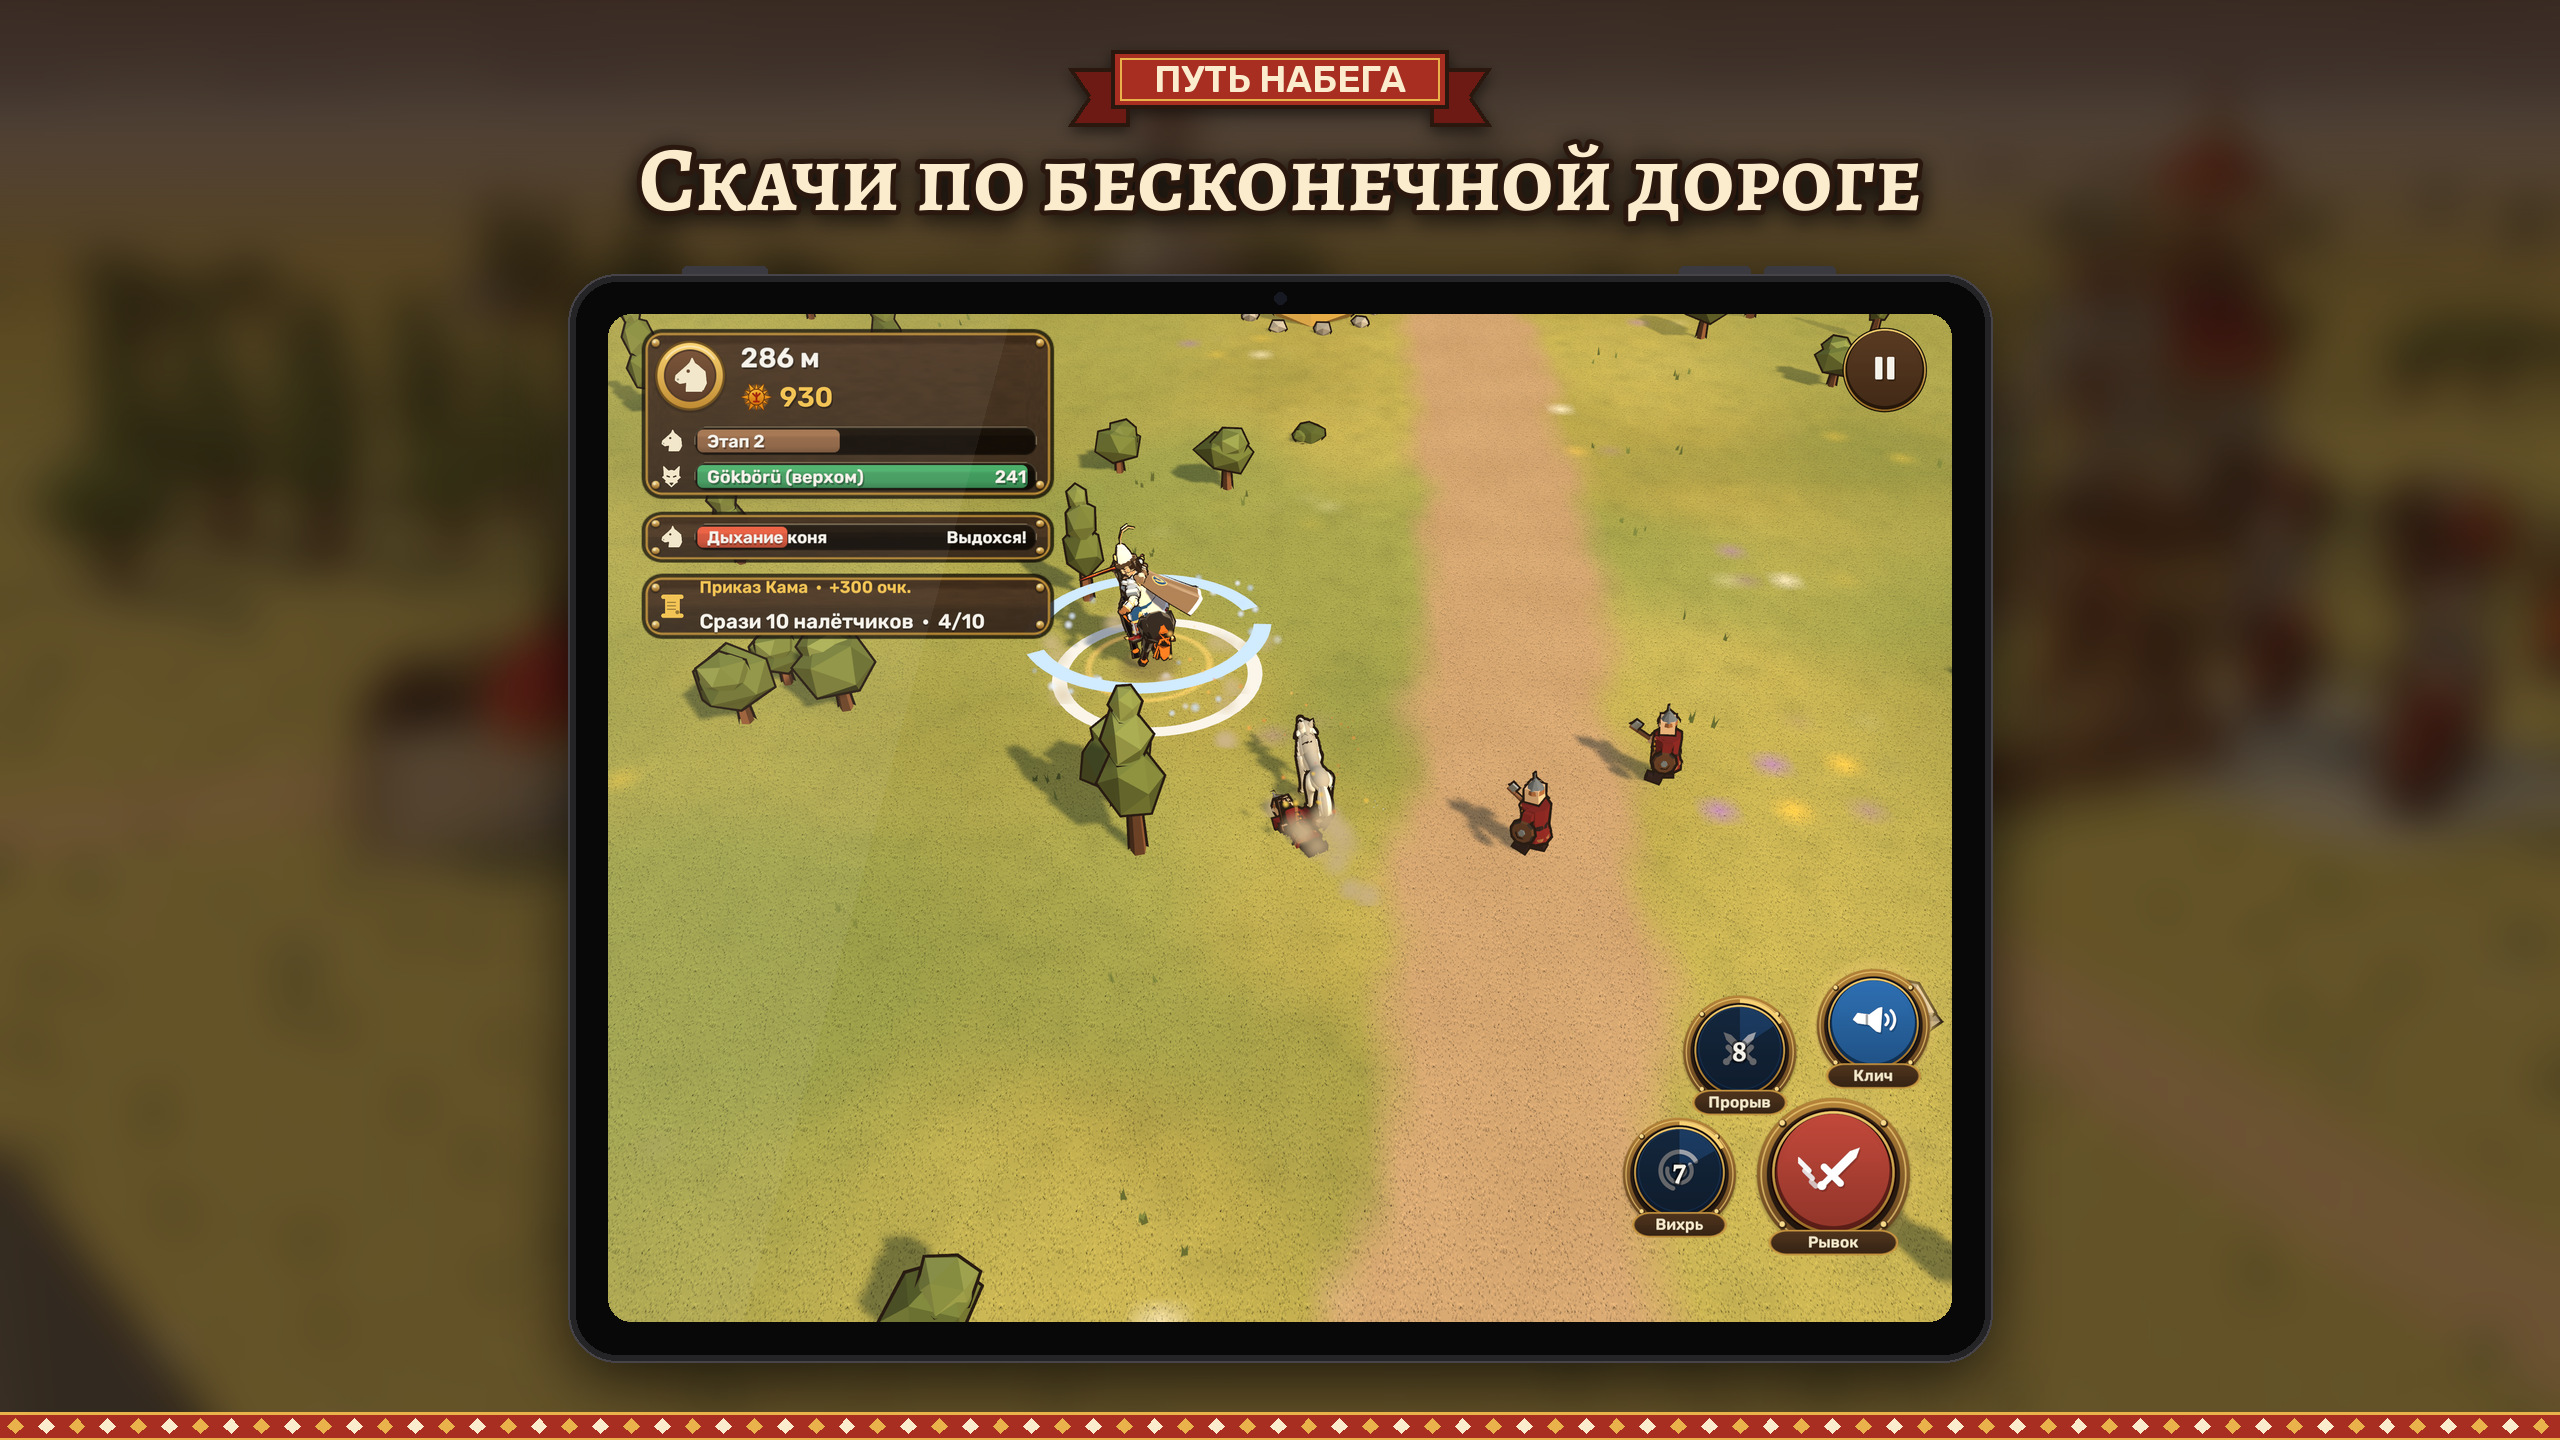 ПУТЬ НАБЕГА
Скачи по бесконечной дороге
286 м
930
Этап 2
Gökbörü (верхом) 241
Дыхание коня Выдохся!
Приказ Кама • +300 очк.
Срази 10 налётчиков • 4/10
Клич
8
Прорыв
7
Вихрь
Рывок